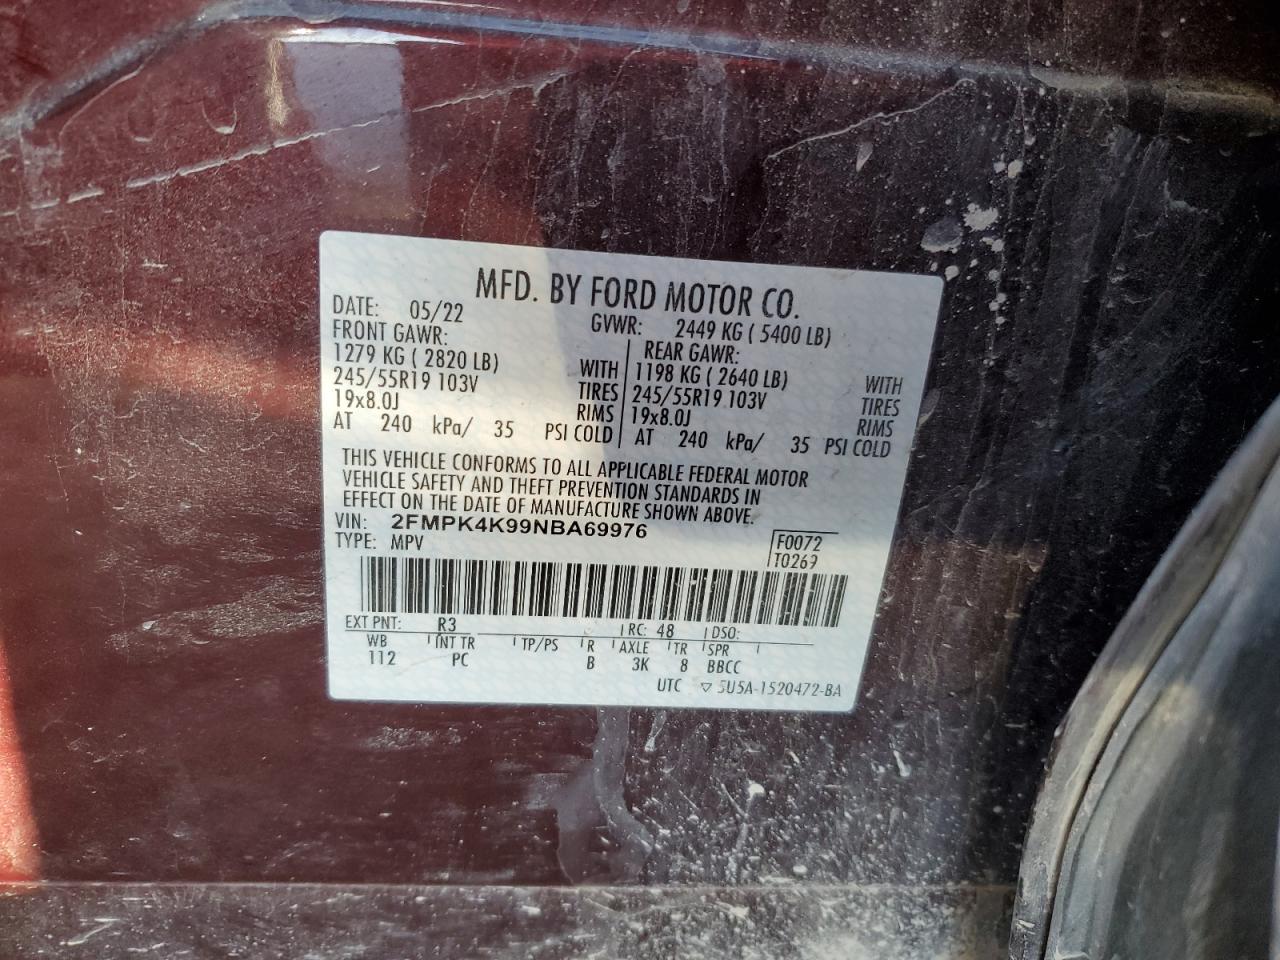 MFD. BY FORD MOTOR CO.
DATE: 05/22 GVWR: 2449 KG ( 5400 LB)
FRONT GAWR: REAR GAWR:
1279 KG ( 2820 LB) WITH 1198 KG ( 2640 LB) WITH
245/55R19 103V TIRES 245/55R19 103V TIRES
19x8.0J RIMS 19x8.0J RIMS
AT 240 kPa/ 35 PSI COLD AT 240 kPa/ 35 PSI COLD
THIS VEHICLE CONFORMS TO ALL APPLICABLE FEDERAL MOTOR
VEHICLE SAFETY AND THEFT PREVENTION STANDARDS IN
EFFECT ON THE DATE OF MANUFACTURE SHOWN ABOVE.
VIN: 2FMPK4K99NBA69976 F0072
TYPE: MPV T0269
EXT PNT: R3 RC: 48 DSO:
WB INT TR TP/PS R AXLE TR SPR
112 PC B 3K 8 BBCC
UTC ▽ 5U5A-1520472-BA